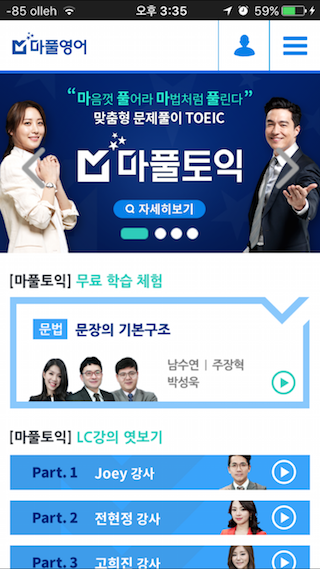 -85 olleh 오후 3:35 59%
마풀영어
“마음껏 풀어라 마법처럼 풀린다”
맞춤형 문제풀이 TOEIC
마풀토익
자세히보기
[마풀토익] 무료 학습 체험
문법 문장의 기본구조
남수연 | 주장혁
박성욱
[마풀토익] LC강의 엿보기
Part. 1 Joey 강사
Part. 2 전현정 강사
Part. 3 고희진 강사